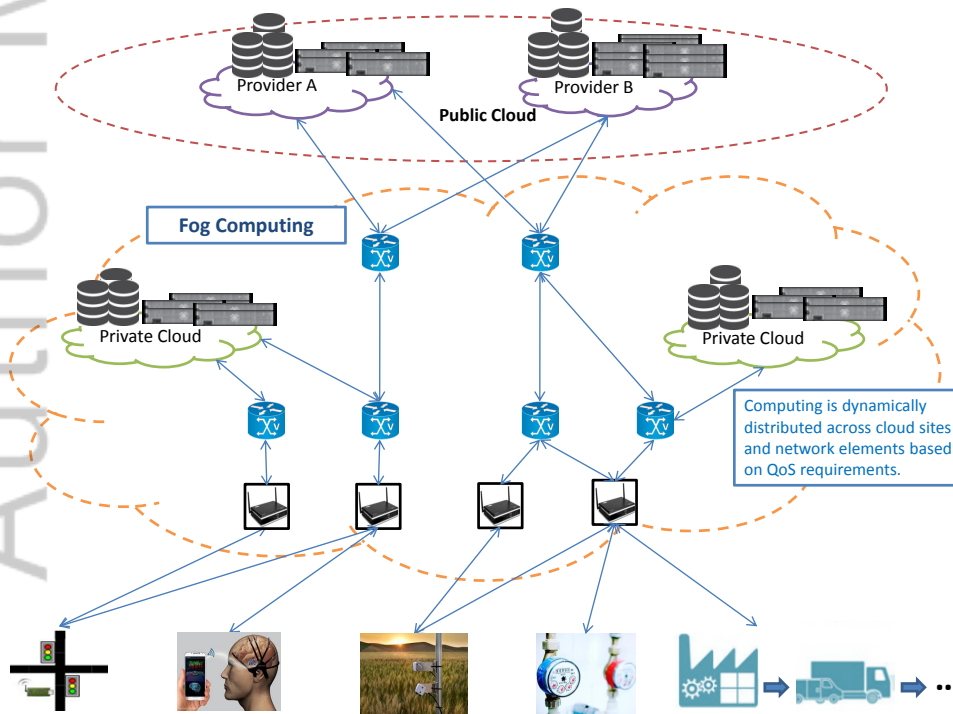 Provider A
Provider B
Public Cloud
Fog Computing
Private Cloud
Private Cloud
Computing is dynamically
distributed across cloud sites
and network elements based
on QoS requirements.